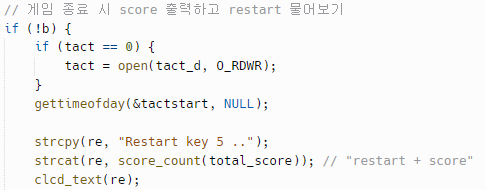 // 게임 종료 시 score 출력하고 restart 물어보기
if (!b) {
if (tact == 0) {
tact = open(tact_d, O_RDWR);
}
gettimeofday(&tactstart, NULL);
strcpy(re, "Restart key 5 ..");
strcat(re, score_count(total_score)); // "restart + score"
clcd_text(re);